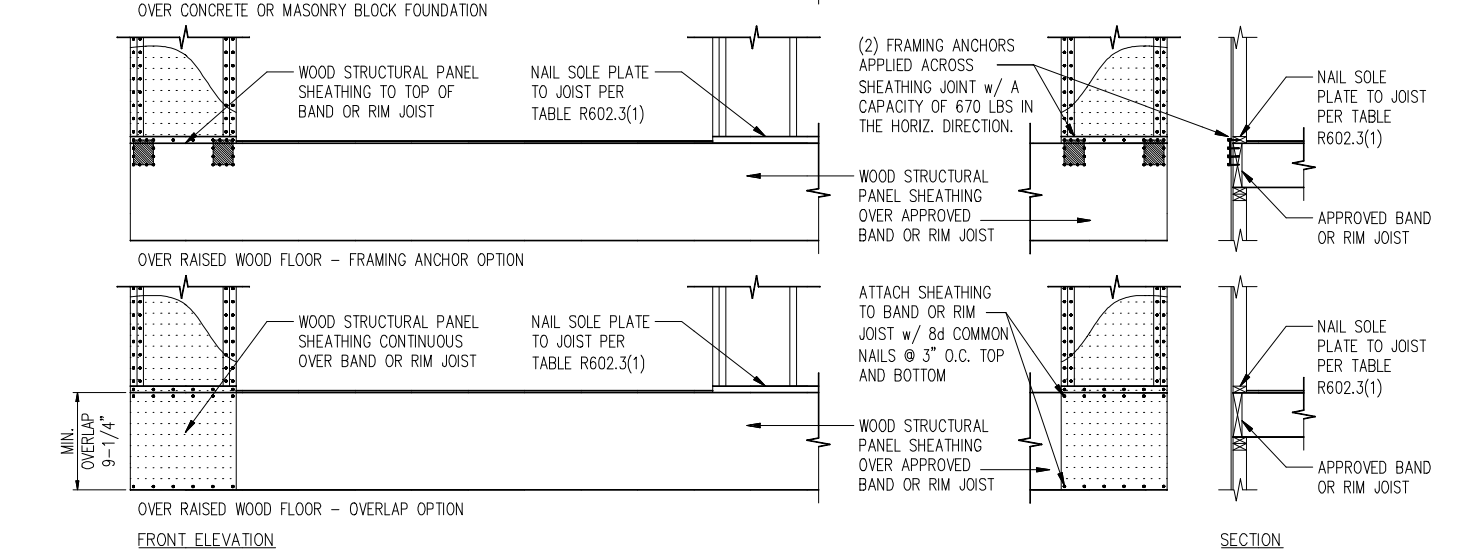 OVER CONCRETE OR MASONRY BLOCK FOUNDATION
WOOD STRUCTURAL PANEL
SHEATHING TO TOP OF
BAND OR RIM JOIST
NAIL SOLE PLATE
TO JOIST PER
TABLE R602.3(1)
(2) FRAMING ANCHORS
APPLIED ACROSS
SHEATHING JOINT w/ A
CAPACITY OF 670 LBS IN
THE HORIZ. DIRECTION.
NAIL SOLE
PLATE TO JOIST
PER TABLE
R602.3(1)
WOOD STRUCTURAL
PANEL SHEATHING
OVER APPROVED
BAND OR RIM JOIST
APPROVED BAND
OR RIM JOIST
OVER RAISED WOOD FLOOR - FRAMING ANCHOR OPTION
WOOD STRUCTURAL PANEL
SHEATHING CONTINUOUS
OVER BAND OR RIM JOIST
NAIL SOLE PLATE
TO JOIST PER
TABLE R602.3(1)
ATTACH SHEATHING
TO BAND OR RIM
JOIST w/ 8d COMMON
NAILS @ 3" O.C. TOP
AND BOTTOM
NAIL SOLE
PLATE TO JOIST
PER TABLE
R602.3(1)
MIN.
OVERLAP
9-1/4"
WOOD STRUCTURAL
PANEL SHEATHING
OVER APPROVED
BAND OR RIM JOIST
APPROVED BAND
OR RIM JOIST
OVER RAISED WOOD FLOOR - OVERLAP OPTION
FRONT ELEVATION
SECTION